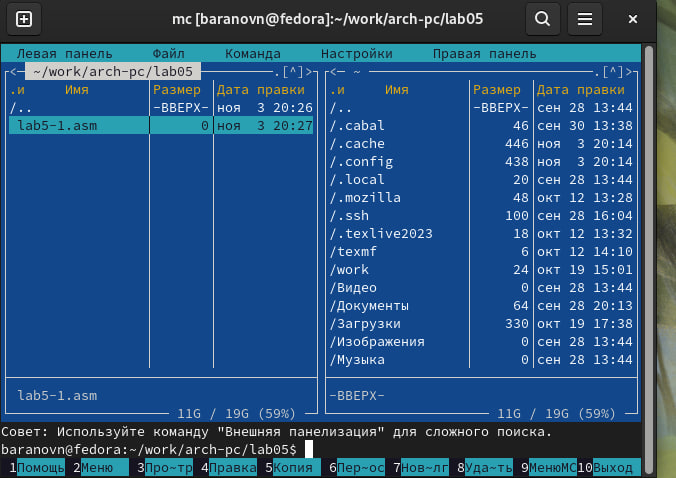 mc [baranovn@fedora]:~/work/arch-pc/lab05
Левая панель Файл Команда Настройки Правая панель
<— ~/work/arch-pc/lab05 .[^]> <— ~ .[^]>
.и Имя Размер Дата правки .и Имя Размер Дата правки
/.. -ВВЕРХ- ноя 3 20:26 /.. -ВВЕРХ- сен 28 13:44
lab5-1.asm 0 ноя 3 20:27 /.cabal 46 сен 30 13:38
/.cache 446 ноя 3 20:14
/.config 438 ноя 3 20:14
/.local 20 сен 28 13:44
/.mozilla 48 окт 12 13:28
/.ssh 100 сен 28 16:04
/.texlive2023 18 окт 12 13:32
/texmf 6 окт 12 14:10
/work 24 окт 19 15:01
/Видео 0 сен 28 13:44
/Документы 64 сен 28 20:13
/Загрузки 330 окт 19 17:38
/Изображения 0 сен 28 13:44
/Музыка 0 сен 28 13:44
lab5-1.asm -ВВЕРХ-
11G / 19G (59%) 11G / 19G (59%)
Совет: Используйте команду "Внешняя панелизация" для сложного поиска.
baranovn@fedora:~/work/arch-pc/lab05$
1Помощь 2Меню 3Про~тр 4Правка 5Копия 6Пер~ос 7Нов~лг 8Уда~ть 9МенюMC 10Выход